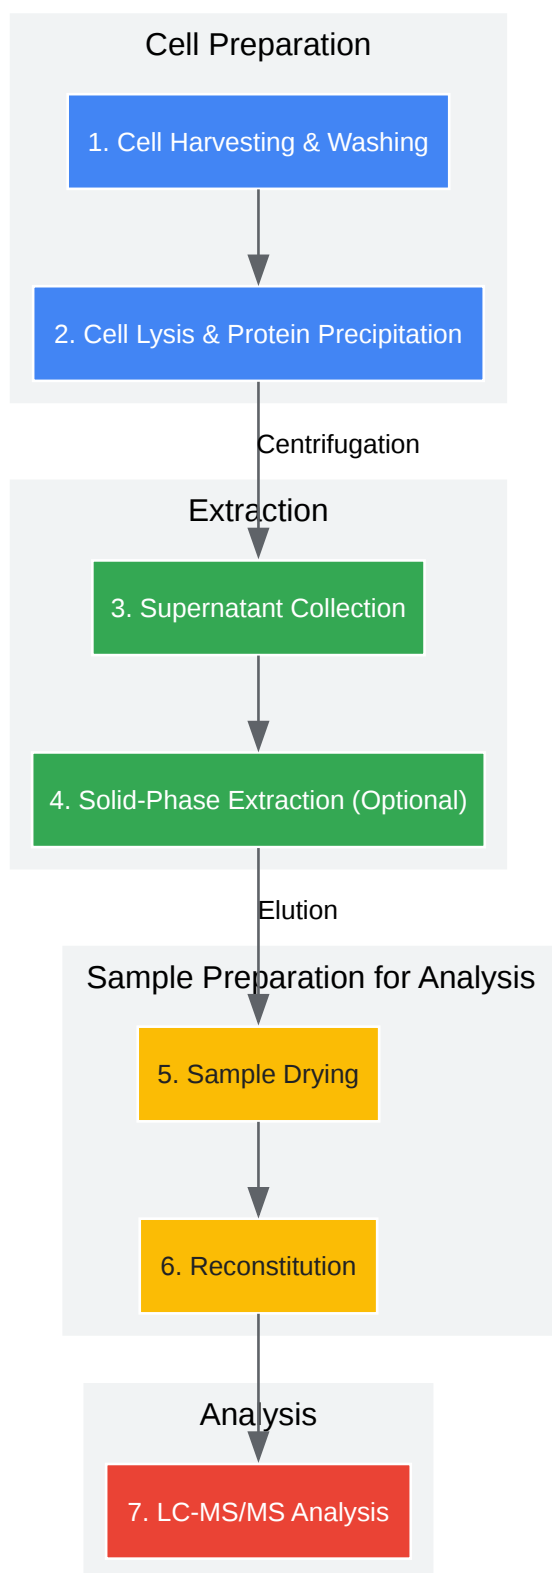 Cell Preparation
1. Cell Harvesting & Washing
2. Cell Lysis & Protein Precipitation
Centrifugation
Extraction
3. Supernatant Collection
4. Solid-Phase Extraction (Optional)
Elution
Sample Preparation for Analysis
5. Sample Drying
6. Reconstitution
Analysis
7. LC-MS/MS Analysis